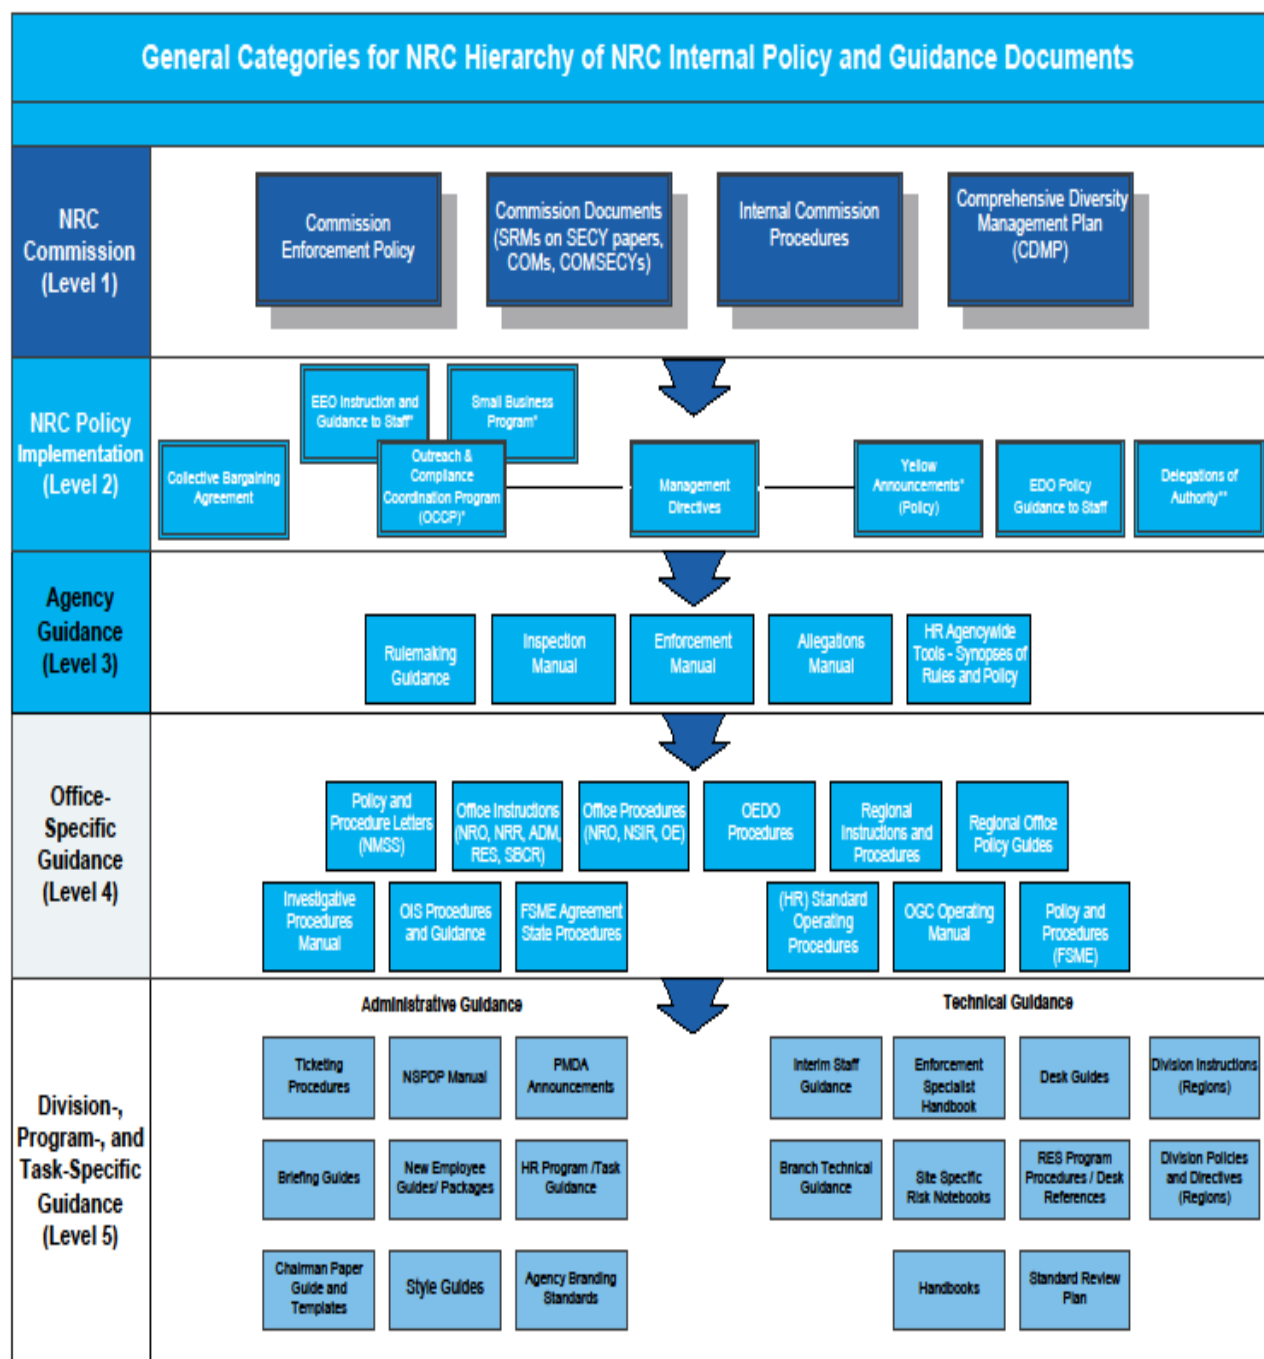 General Categories for NRC Hierarchy of NRC Internal Policy and Guidance Documents
NRC
Commission
(Level 1)
Commission
Enforcement Policy
Commission Documents
(SRMs on SECY papers,
COMs, COMSECYs)
Internal Commission
Procedures
Comprehensive Diversity
Management Plan
(CDMP)
NRC Policy
Implementation
(Level 2)
Collective Bargaining
Agreement
EEO Instruction and
Guidance to Staff*
Small Business
Program*
Outreach &
Compliance
Coordination Program
(OCCP)*
Management
Directives
Yellow
Announcements*
(Policy)
EDO Policy
Guidance to Staff
Delegations of
Authority**
Agency
Guidance
(Level 3)
Rulemaking
Guidance
Inspection
Manual
Enforcement
Manual
Allegations
Manual
HR Agencywide
Tools - Synopses of
Rules and Policy
Office-
Specific
Guidance
(Level 4)
Policy and
Procedure Letters
(NMSS)
Office Instructions
(NRO, NRR, ADM,
RES, SBCR)
Office Procedures
(NRO, NSIR, OE)
OEDO
Procedures
Regional
Instructions and
Procedures
Regional Office
Policy Guides
Investigative
Procedures
Manual
OIS Procedures
and Guidance
FSME Agreement
State Procedures
(HR) Standard
Operating
Procedures
OGC Operating
Manual
Policy and
Procedures
(FSME)
Division-,
Program-, and
Task-Specific
Guidance
(Level 5)
Administrative Guidance
Ticketing
Procedures
NSPDP Manual
PMDA
Announcements
Briefing Guides
New Employee
Guides/ Packages
HR Program /Task
Guidance
Chairman Paper
Guide and
Templates
Style Guides
Agency Branding
Standards
Technical Guidance
Interim Staff
Guidance
Enforcement
Specialist
Handbook
Desk Guides
Division Instructions
(Regions)
Branch Technical
Guidance
Site Specific
Risk Notebooks
RES Program
Procedures / Desk
References
Division Policies
and Directives
(Regions)
Handbooks
Standard Review
Plan